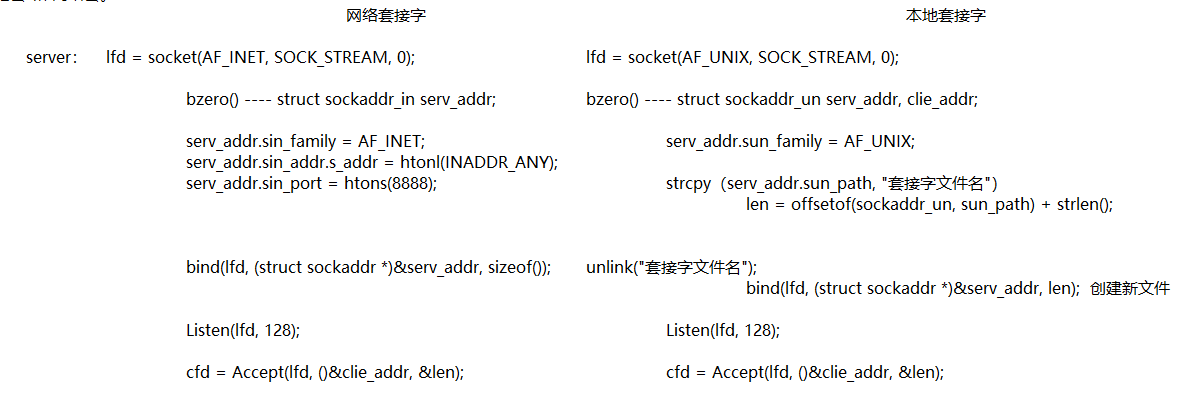 网络套接字 本地套接字
server: lfd = socket(AF_INET, SOCK_STREAM, 0); lfd = socket(AF_UNIX, SOCK_STREAM, 0);
bzero() ---- struct sockaddr_in serv_addr; bzero() ---- struct sockaddr_un serv_addr, clie_addr;
serv_addr.sin_family = AF_INET; serv_addr.sun_family = AF_UNIX;
serv_addr.sin_addr.s_addr = htonl(INADDR_ANY);
serv_addr.sin_port = htons(8888); strcpy（serv_addr.sun_path, "套接字文件名"）
len = offsetof(sockaddr_un, sun_path) + strlen();
bind(lfd, (struct sockaddr *)&serv_addr, sizeof()); unlink("套接字文件名");
bind(lfd, (struct sockaddr *)&serv_addr, len); 创建新文件
Listen(lfd, 128); Listen(lfd, 128);
cfd = Accept(lfd, ()&clie_addr, &len); cfd = Accept(lfd, ()&clie_addr, &len);